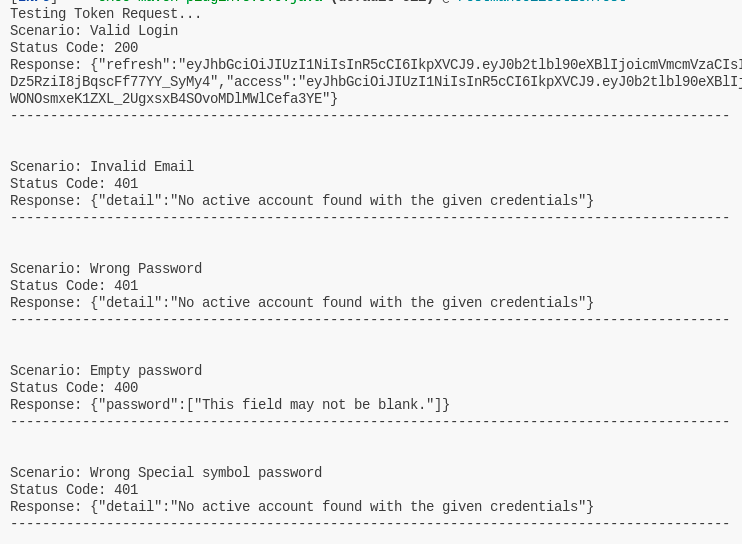 Testing Token Request...
Scenario: Valid Login
Status Code: 200
Response: {"refresh":"eyJhbGciOiJIUzI1NiIsInR5cCI6IkpXVCJ9.eyJ0b2tlbl90eXBlIjoicmVmcmVzaCIsI
Dz5RziI8jBqscFf77YY_SyMy4","access":"eyJhbGciOiJIUzI1NiIsInR5cCI6IkpXVCJ9.eyJ0b2tlbl90eXBlIj
WONOsmxeK1ZXL_2UgxsxB4SOvoMDlMWlCefa3YE"}
------------------------------------------------------------------------------------------
Scenario: Invalid Email
Status Code: 401
Response: {"detail":"No active account found with the given credentials"}
------------------------------------------------------------------------------------------
Scenario: Wrong Password
Status Code: 401
Response: {"detail":"No active account found with the given credentials"}
------------------------------------------------------------------------------------------
Scenario: Empty password
Status Code: 400
Response: {"password":["This field may not be blank."]}
------------------------------------------------------------------------------------------
Scenario: Wrong Special symbol password
Status Code: 401
Response: {"detail":"No active account found with the given credentials"}
------------------------------------------------------------------------------------------